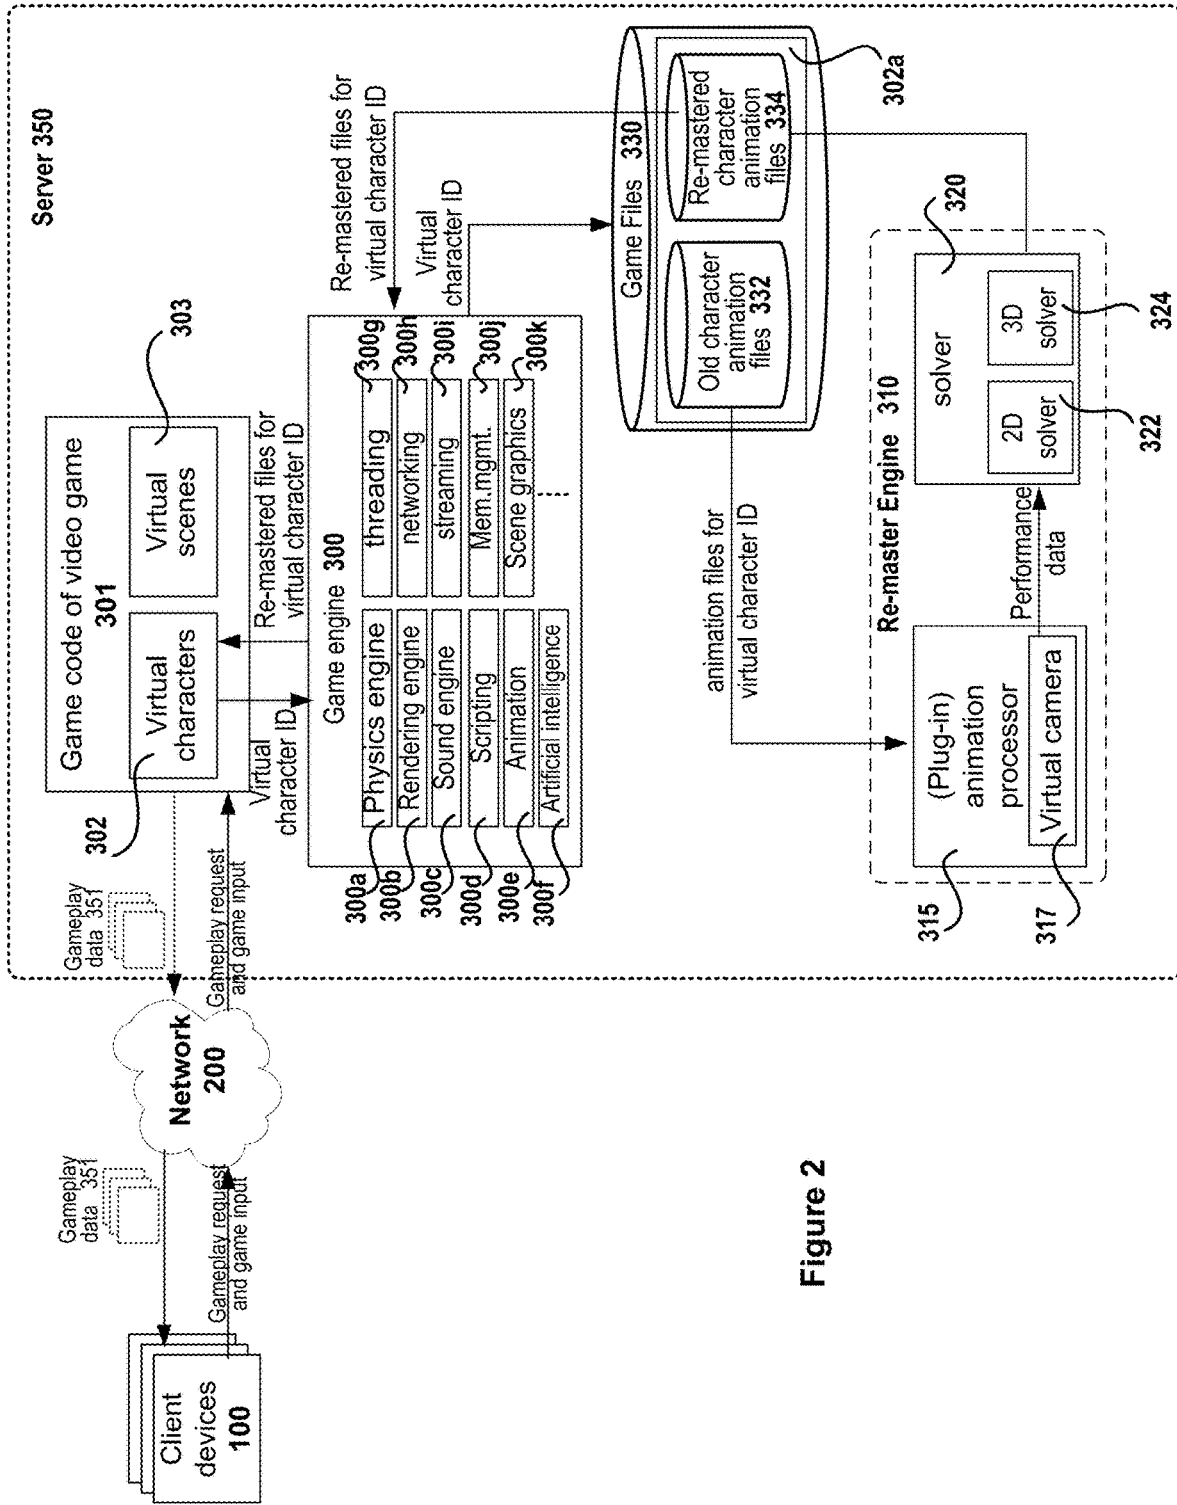 Server 350
Game code of video game
301
Virtual
characters
Virtual
scenes
302
303
Gameplay
data 351
Gameplay request
and game input
Network
200
Gameplay
data 351
Gameplay request
and game input
Client
devices
100
Virtual
character ID
Re-mastered files for
virtual character ID
Game engine 300
Physics engine
Rendering engine
Sound engine
Scripting
Animation
Artificial intelligence
threading
networking
streaming
Mem.mgmt.
Scene graphics
300a
300b
300c
300d
300e
300f
300g
300h
300i
300j
300k
Re-mastered files for
virtual character ID
Virtual
character ID
Game Files 330
Old character
animation
files 332
Re-mastered
character
animation
files 334
302a
animation files for
virtual character ID
Re-master Engine 310
(Plug-in)
animation
processor
Virtual camera
315
317
Performance
data
solver
2D
solver
3D
solver
320
322
324
Figure 2